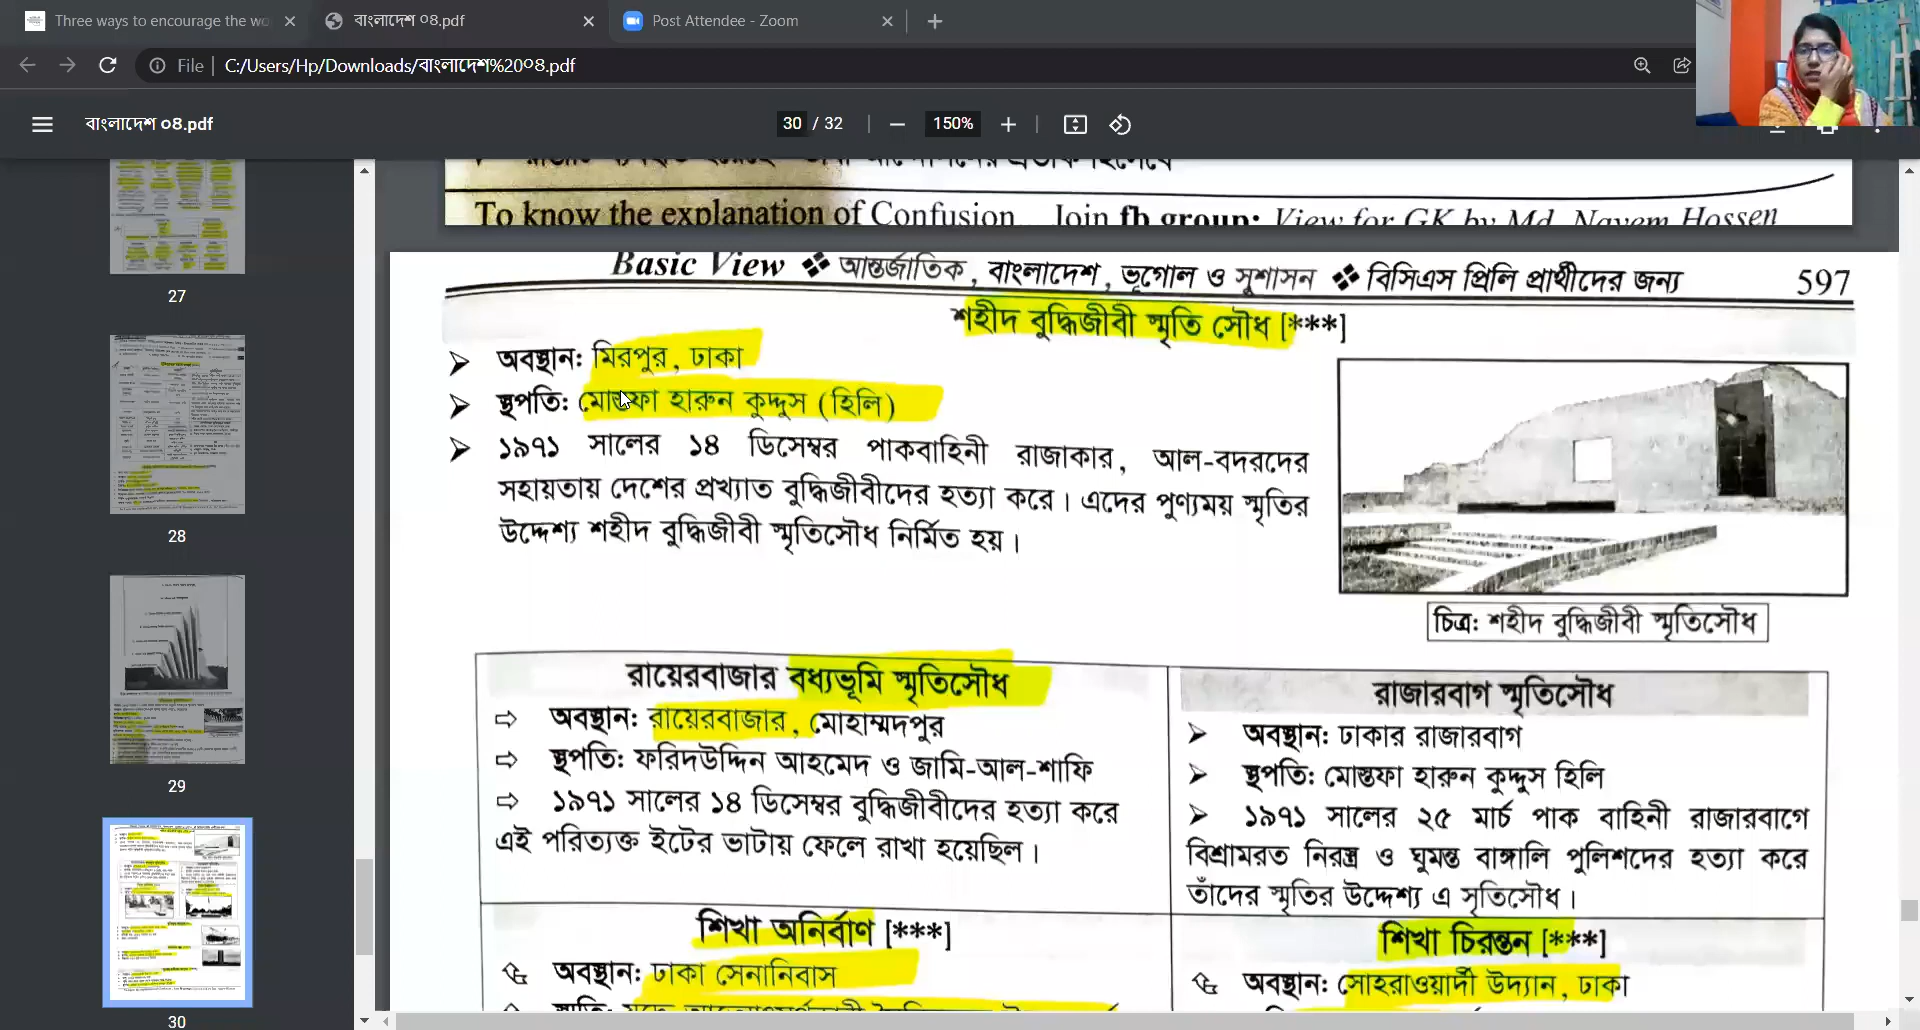 Three ways to encourage the wo
বাংলাদেশ ০৪.pdf
Post Attendee - Zoom
File
C:/Users/Hp/Downloads/বাংলাদেশ%20০৪.pdf
বাংলাদেশ ০৪.pdf
30 / 32
150%
27
28
29
30
To know the explanation of Confusion Join fb group: View for GK by Md. Nayem Hossen
Basic View ❖ আন্তর্জাতিক, বাংলাদেশ, ভূগোল ও সুশাসন ❖ বিসিএস প্রিলি প্রার্থীদের জন্য 597
শহীদ বুদ্ধিজীবী স্মৃতি সৌধ [***]
➢ অবস্থান: মিরপুর, ঢাকা
➢ স্থপতি: মোস্তফা হারুন কুদ্দুস (হিলি)
➢ ১৯৭১ সালের ১৪ ডিসেম্বর পাকবাহিনী রাজাকার, আল-বদরদের
সহায়তায় দেশের প্রখ্যাত বুদ্ধিজীবীদের হত্যা করে। এদের পুণ্যময় স্মৃতির
উদ্দেশ্য শহীদ বুদ্ধিজীবী স্মৃতিসৌধ নির্মিত হয়।
চিত্র: শহীদ বুদ্ধিজীবী স্মৃতিসৌধ
রায়েরবাজার বধ্যভূমি স্মৃতিসৌধ
⇨ অবস্থান: রায়েরবাজার, মোহাম্মদপুর
⇨ স্থপতি: ফরিদউদ্দিন আহমেদ ও জামি-আল-শাফি
⇨ ১৯৭১ সালের ১৪ ডিসেম্বর বুদ্ধিজীবীদের হত্যা করে
এই পরিত্যক্ত ইটের ভাটায় ফেলে রাখা হয়েছিল।
রাজারবাগ স্মৃতিসৌধ
➢ অবস্থান: ঢাকার রাজারবাগ
➢ স্থপতি: মোস্তফা হারুন কুদ্দুস হিলি
➢ ১৯৭১ সালের ২৫ মার্চ পাক বাহিনী রাজারবাগে
বিশ্রামরত নিরস্ত্র ও ঘুমন্ত বাঙ্গালি পুলিশদের হত্যা করে
তাঁদের স্মৃতির উদ্দেশ্য এ সৃতিসৌধ।
শিখা অনির্বাণ [***]
অবস্থান: ঢাকা সেনানিবাস
শিখা চিরন্তন [***]
অবস্থান: সোহরাওয়ার্দী উদ্যান, ঢাকা